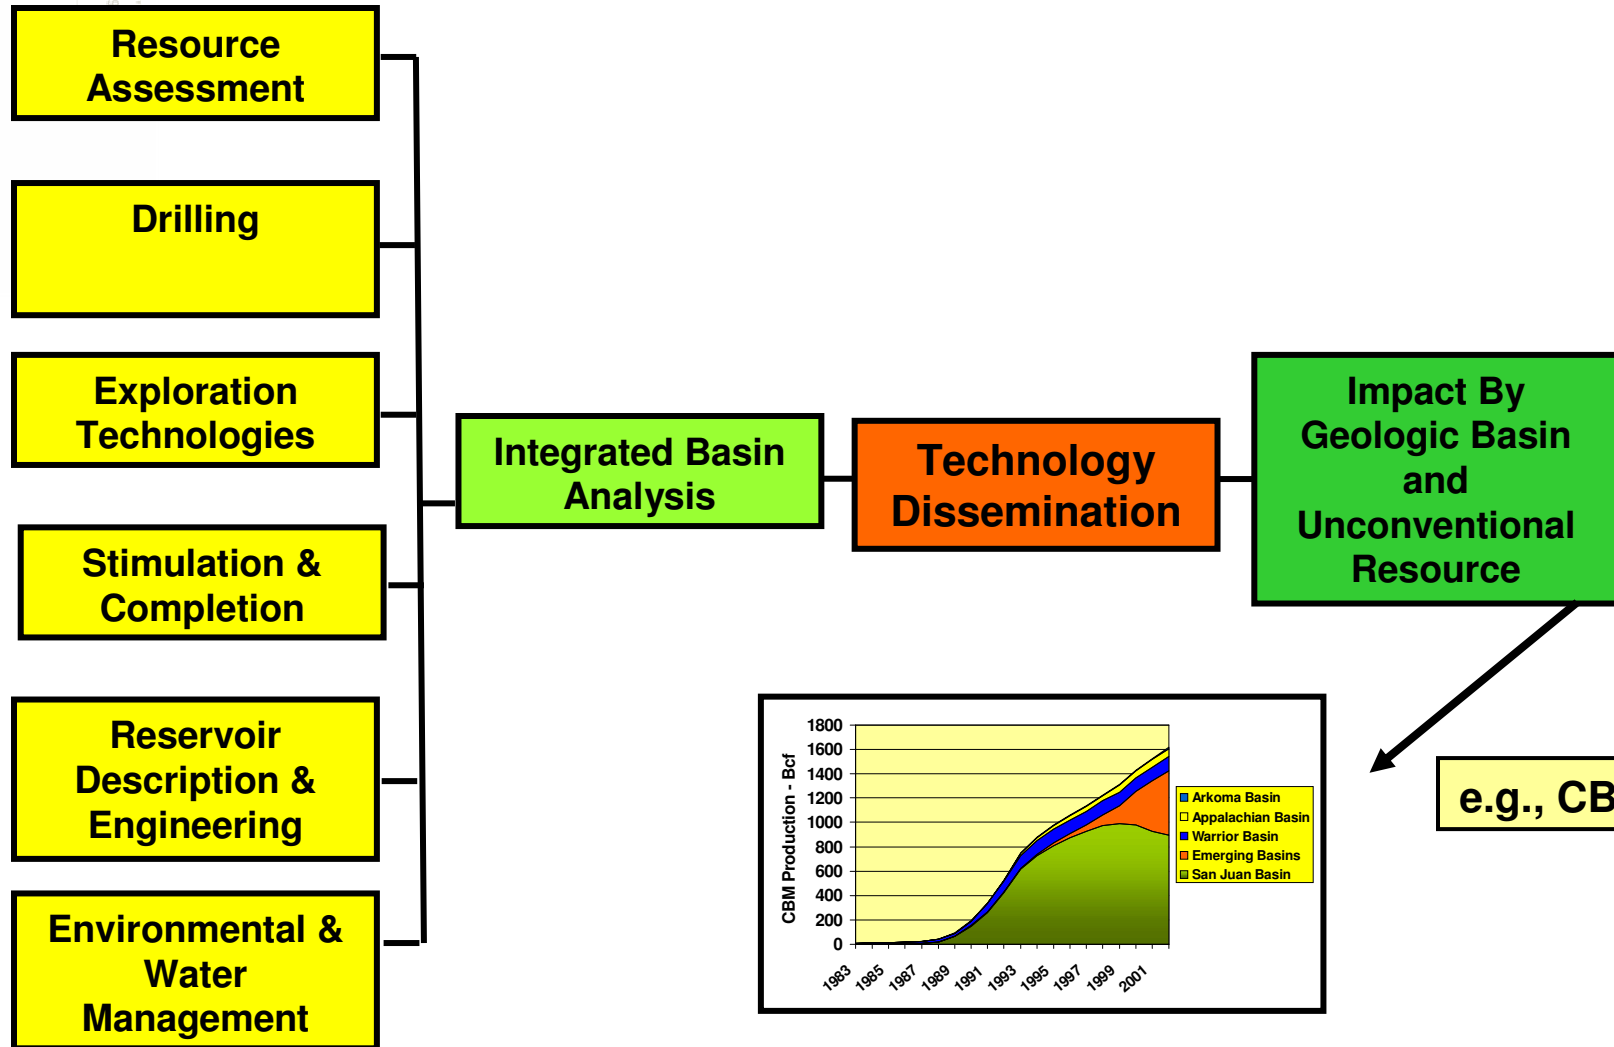 Resource
Assessment
Drilling
Exploration
Technologies
Stimulation &
Completion
Reservoir
Description &
Engineering
Environmental &
Water
Management
Integrated Basin
Analysis
Technology
Dissemination
Impact By
Geologic Basin
and
Unconventional
Resource
e.g., CB
CBM Production - Bcf
1800
1600
1400
1200
1000
800
600
400
200
0
1983
1985
1987
1989
1991
1993
1995
1997
1999
2001
Arkoma Basin
Appalachian Basin
Warrior Basin
Emerging Basins
San Juan Basin